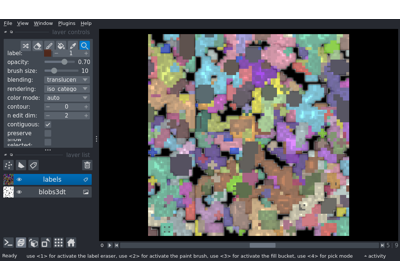 File View Window Plugins Help
layer controls
label: 1
opacity: 0.70
brush size: 10
blending: translucen
rendering: iso_catego
color mode: auto
contour: 0
n edit dim: 2
contiguous: ✓
preserve
show
selected:
layer list
labels
blobs3dt
0
Ready use <1> for activate the label eraser, use <2> for activate the paint brush, use <3> for activate the fill bucket, use <4> for pick mode activity